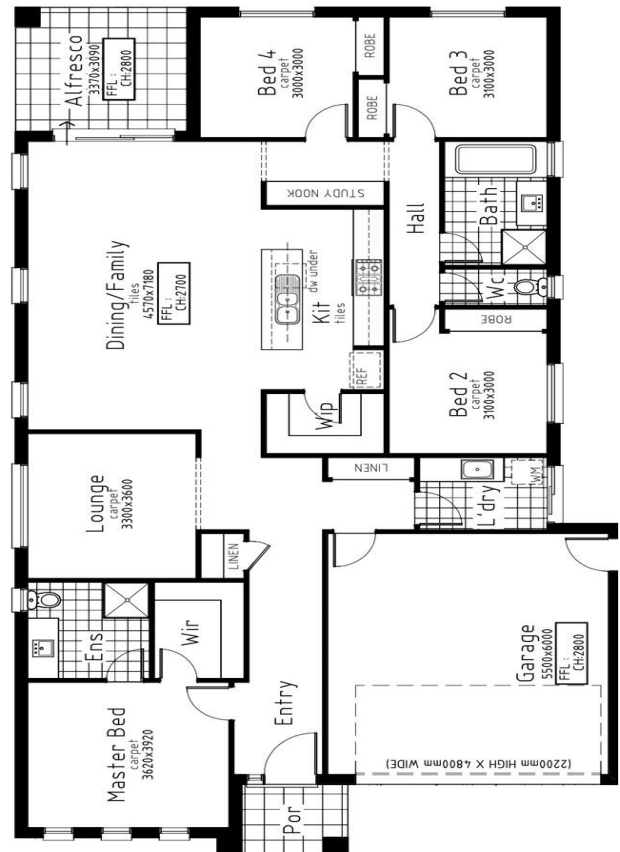 Alfresco
3370x3090
FFL :
CH:2800
Bed 4
carpet
3000x3000
ROBE
ROBE
Bed 3
carpet
3100x3000
STUDY NOOK
Hall
Bath
Dining/Family
tiles
4570x7180
FFL :
CH:2700
dw under
Kit
tiles
Wc
ROBE
REF
Bed 2
carpet
3100x3000
Wip
Lounge
carpet
3300x3600
LINEN
L'dry
WM
LINEN
Ens
Wir
Garage
5500x6000
FFL :
CH:2800
Master Bed
carpet
3620x3920
Entry
(2200mm HIGH X 4800mm WIDE)
Por